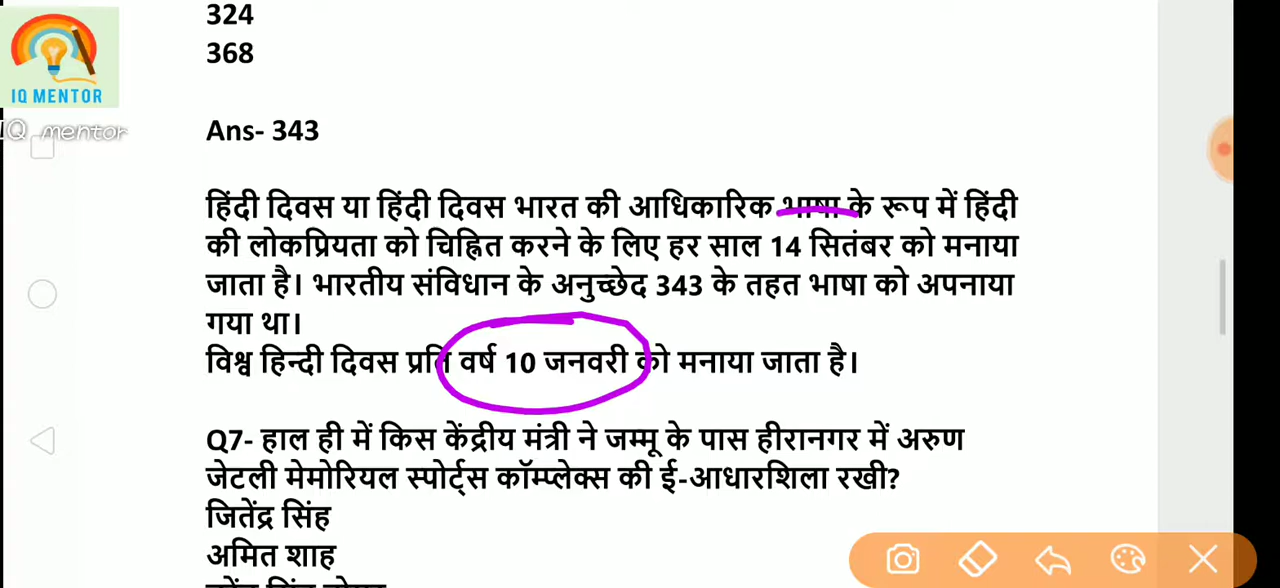 324
368
IQ MENTOR
IQ mentor
Ans- 343
हिंदी दिवस या हिंदी दिवस भारत की आधिकारिक भाषा के रूप में हिंदी
की लोकप्रियता को चिह्नित करने के लिए हर साल 14 सितंबर को मनाया
जाता है। भारतीय संविधान के अनुच्छेद 343 के तहत भाषा को अपनाया
गया था।
विश्व हिन्दी दिवस प्रति वर्ष 10 जनवरी को मनाया जाता है।
Q7- हाल ही में किस केंद्रीय मंत्री ने जम्मू के पास हीरानगर में अरुण
जेटली मेमोरियल स्पोर्ट्स कॉम्प्लेक्स की ई-आधारशिला रखी?
जितेंद्र सिंह
अमित शाह